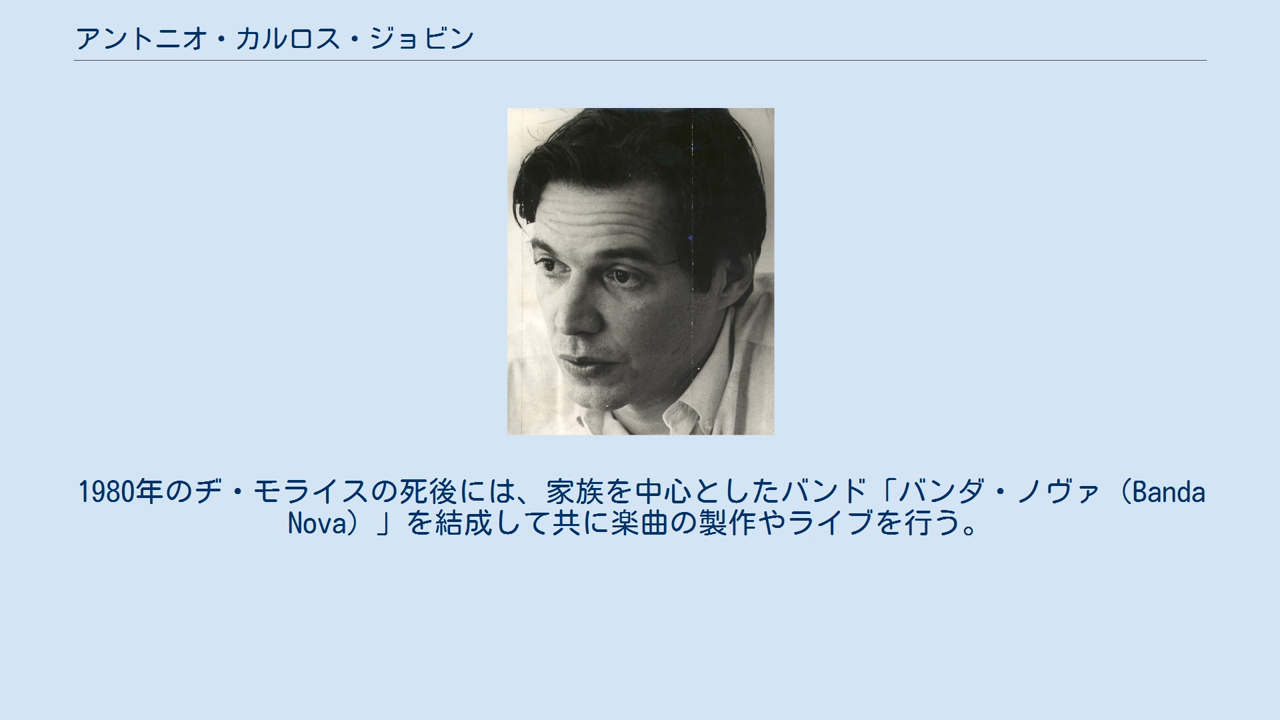 アントニオ・カルロス・ジョビン
1980年のヂ・モライスの死後には、家族を中心としたバンド「バンダ・ノヴァ（Banda
Nova）」を結成して共に楽曲の製作やライブを行う。